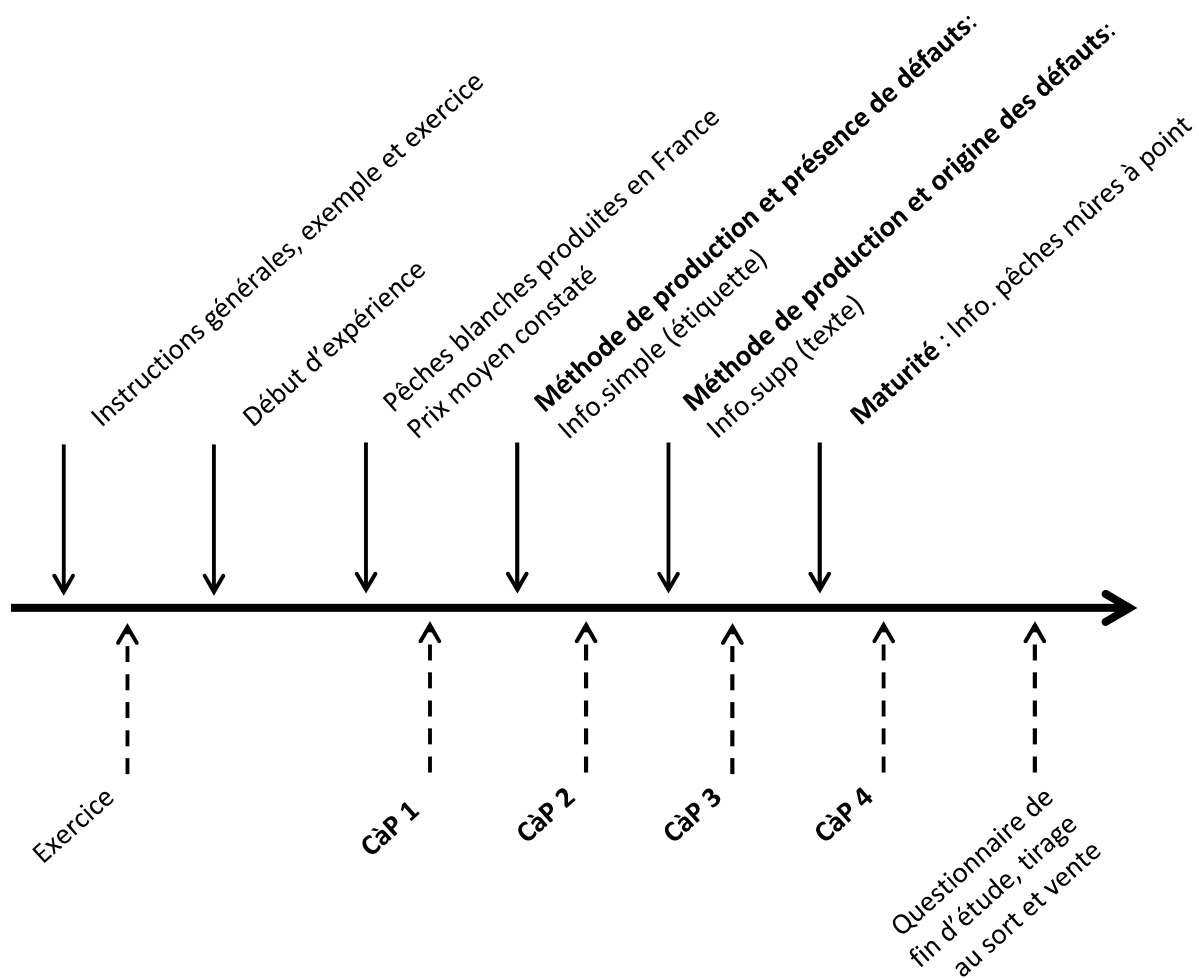 Instructions générales, exemple et exercice
Début d’expérience
Pêches blanches produites en France
Prix moyen constaté
Méthode de production et présence de défauts:
Info.simple (étiquette)
Méthode de production et origine des défauts:
Info.supp (texte)
Maturité : Info. pêches mûres à point
Exercice
CàP 1
CàP 2
CàP 3
CàP 4
Questionnaire de
fin d’étude, tirage
au sort et vente